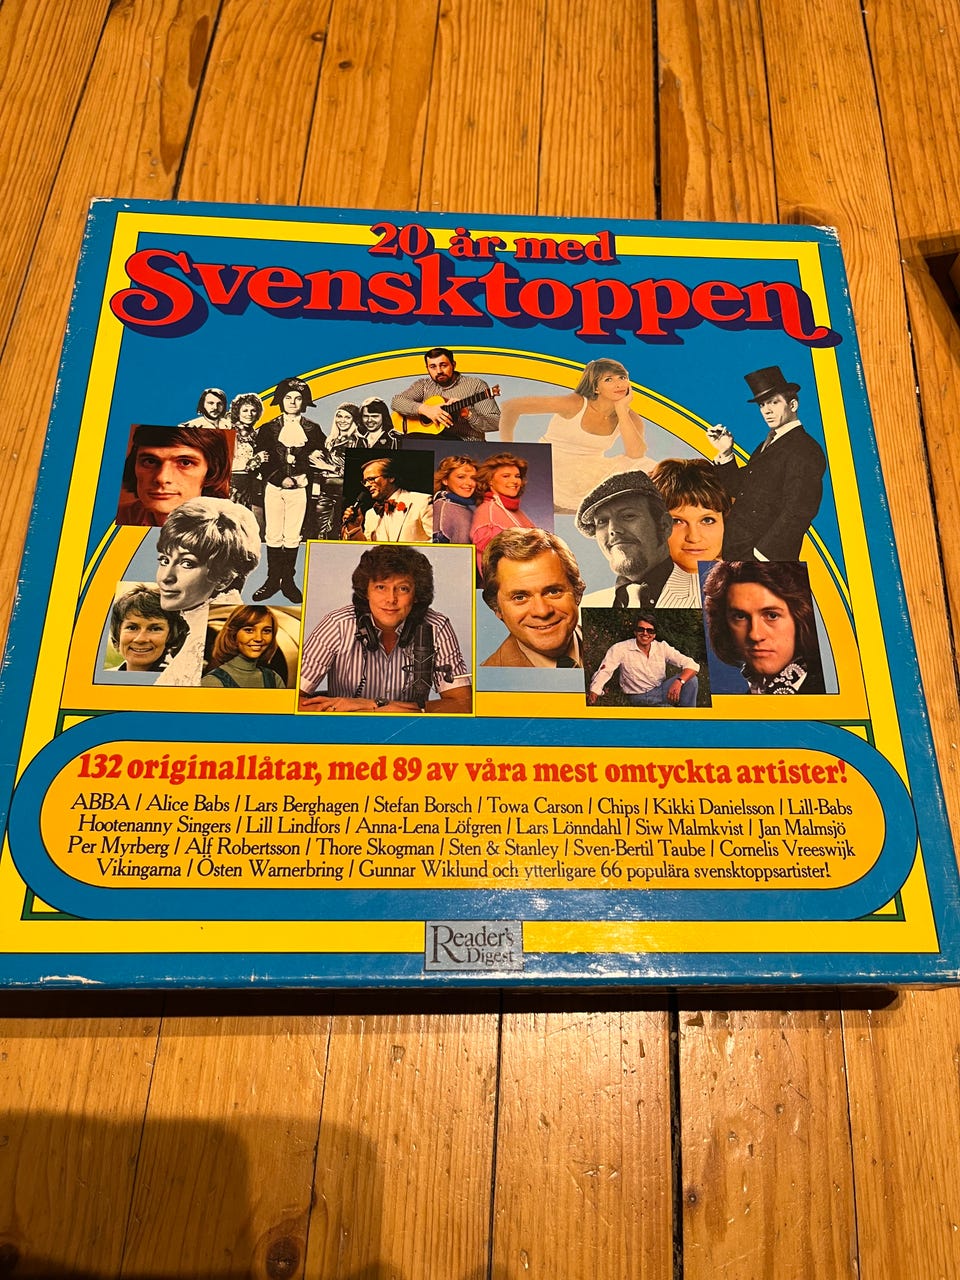 20 år med
Svensktoppen
132 originallåtar, med 89 av våra mest omtyckta artister!
ABBA / Alice Babs / Lars Berghagen / Stefan Borsch / Towa Carson / Chips / Kikki Danielsson / Lill-Babs
Hootenanny Singers / Lill Lindfors / Anna-Lena Löfgren / Lars Lönndahl / Siw Malmkvist / Jan Malmsjö
Per Myrberg / Alf Robertsson / Thore Skogman / Sten & Stanley / Sven-Bertil Taube / Cornelis Vreeswijk
Vikingarna / Östen Warnerbring / Gunnar Wiklund och ytterligare 66 populära svensktoppsartister!
Reader's
Digest